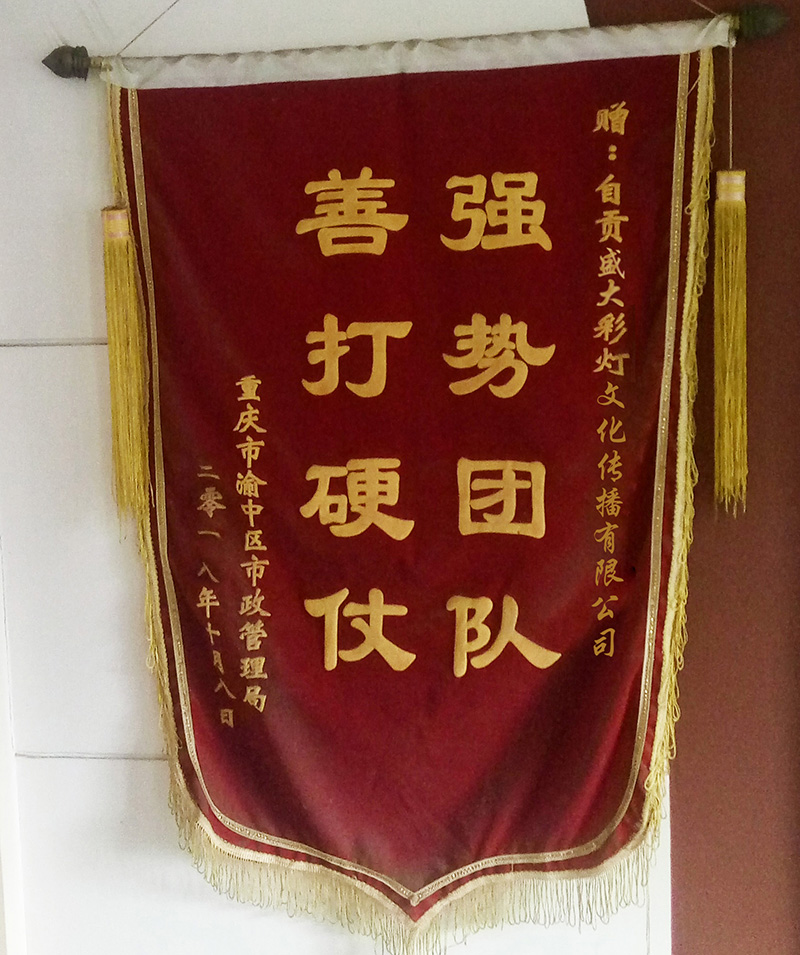 赠：自贡盛大彩灯文化传播有限公司
强势团队
善打硬仗
重庆市渝中区市政管理局
二零一八年十月八日